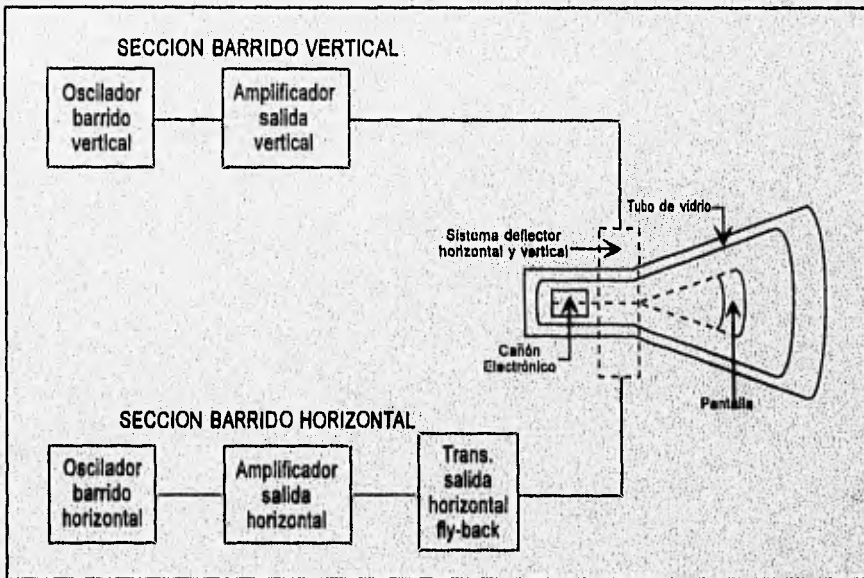 SECCION BARRIDO VERTICAL
Oscilador
barrido
vertical
Amplificador
salida
vertical
Tubo de vidrio
Sistema deflector
horizontal y vertical
Cañón
Electrónico
Pantalla
SECCION BARRIDO HORIZONTAL
Oscilador
barrido
horizontal
Amplificador
salida
horizontal
Trans.
salida
horizontal
fly-back